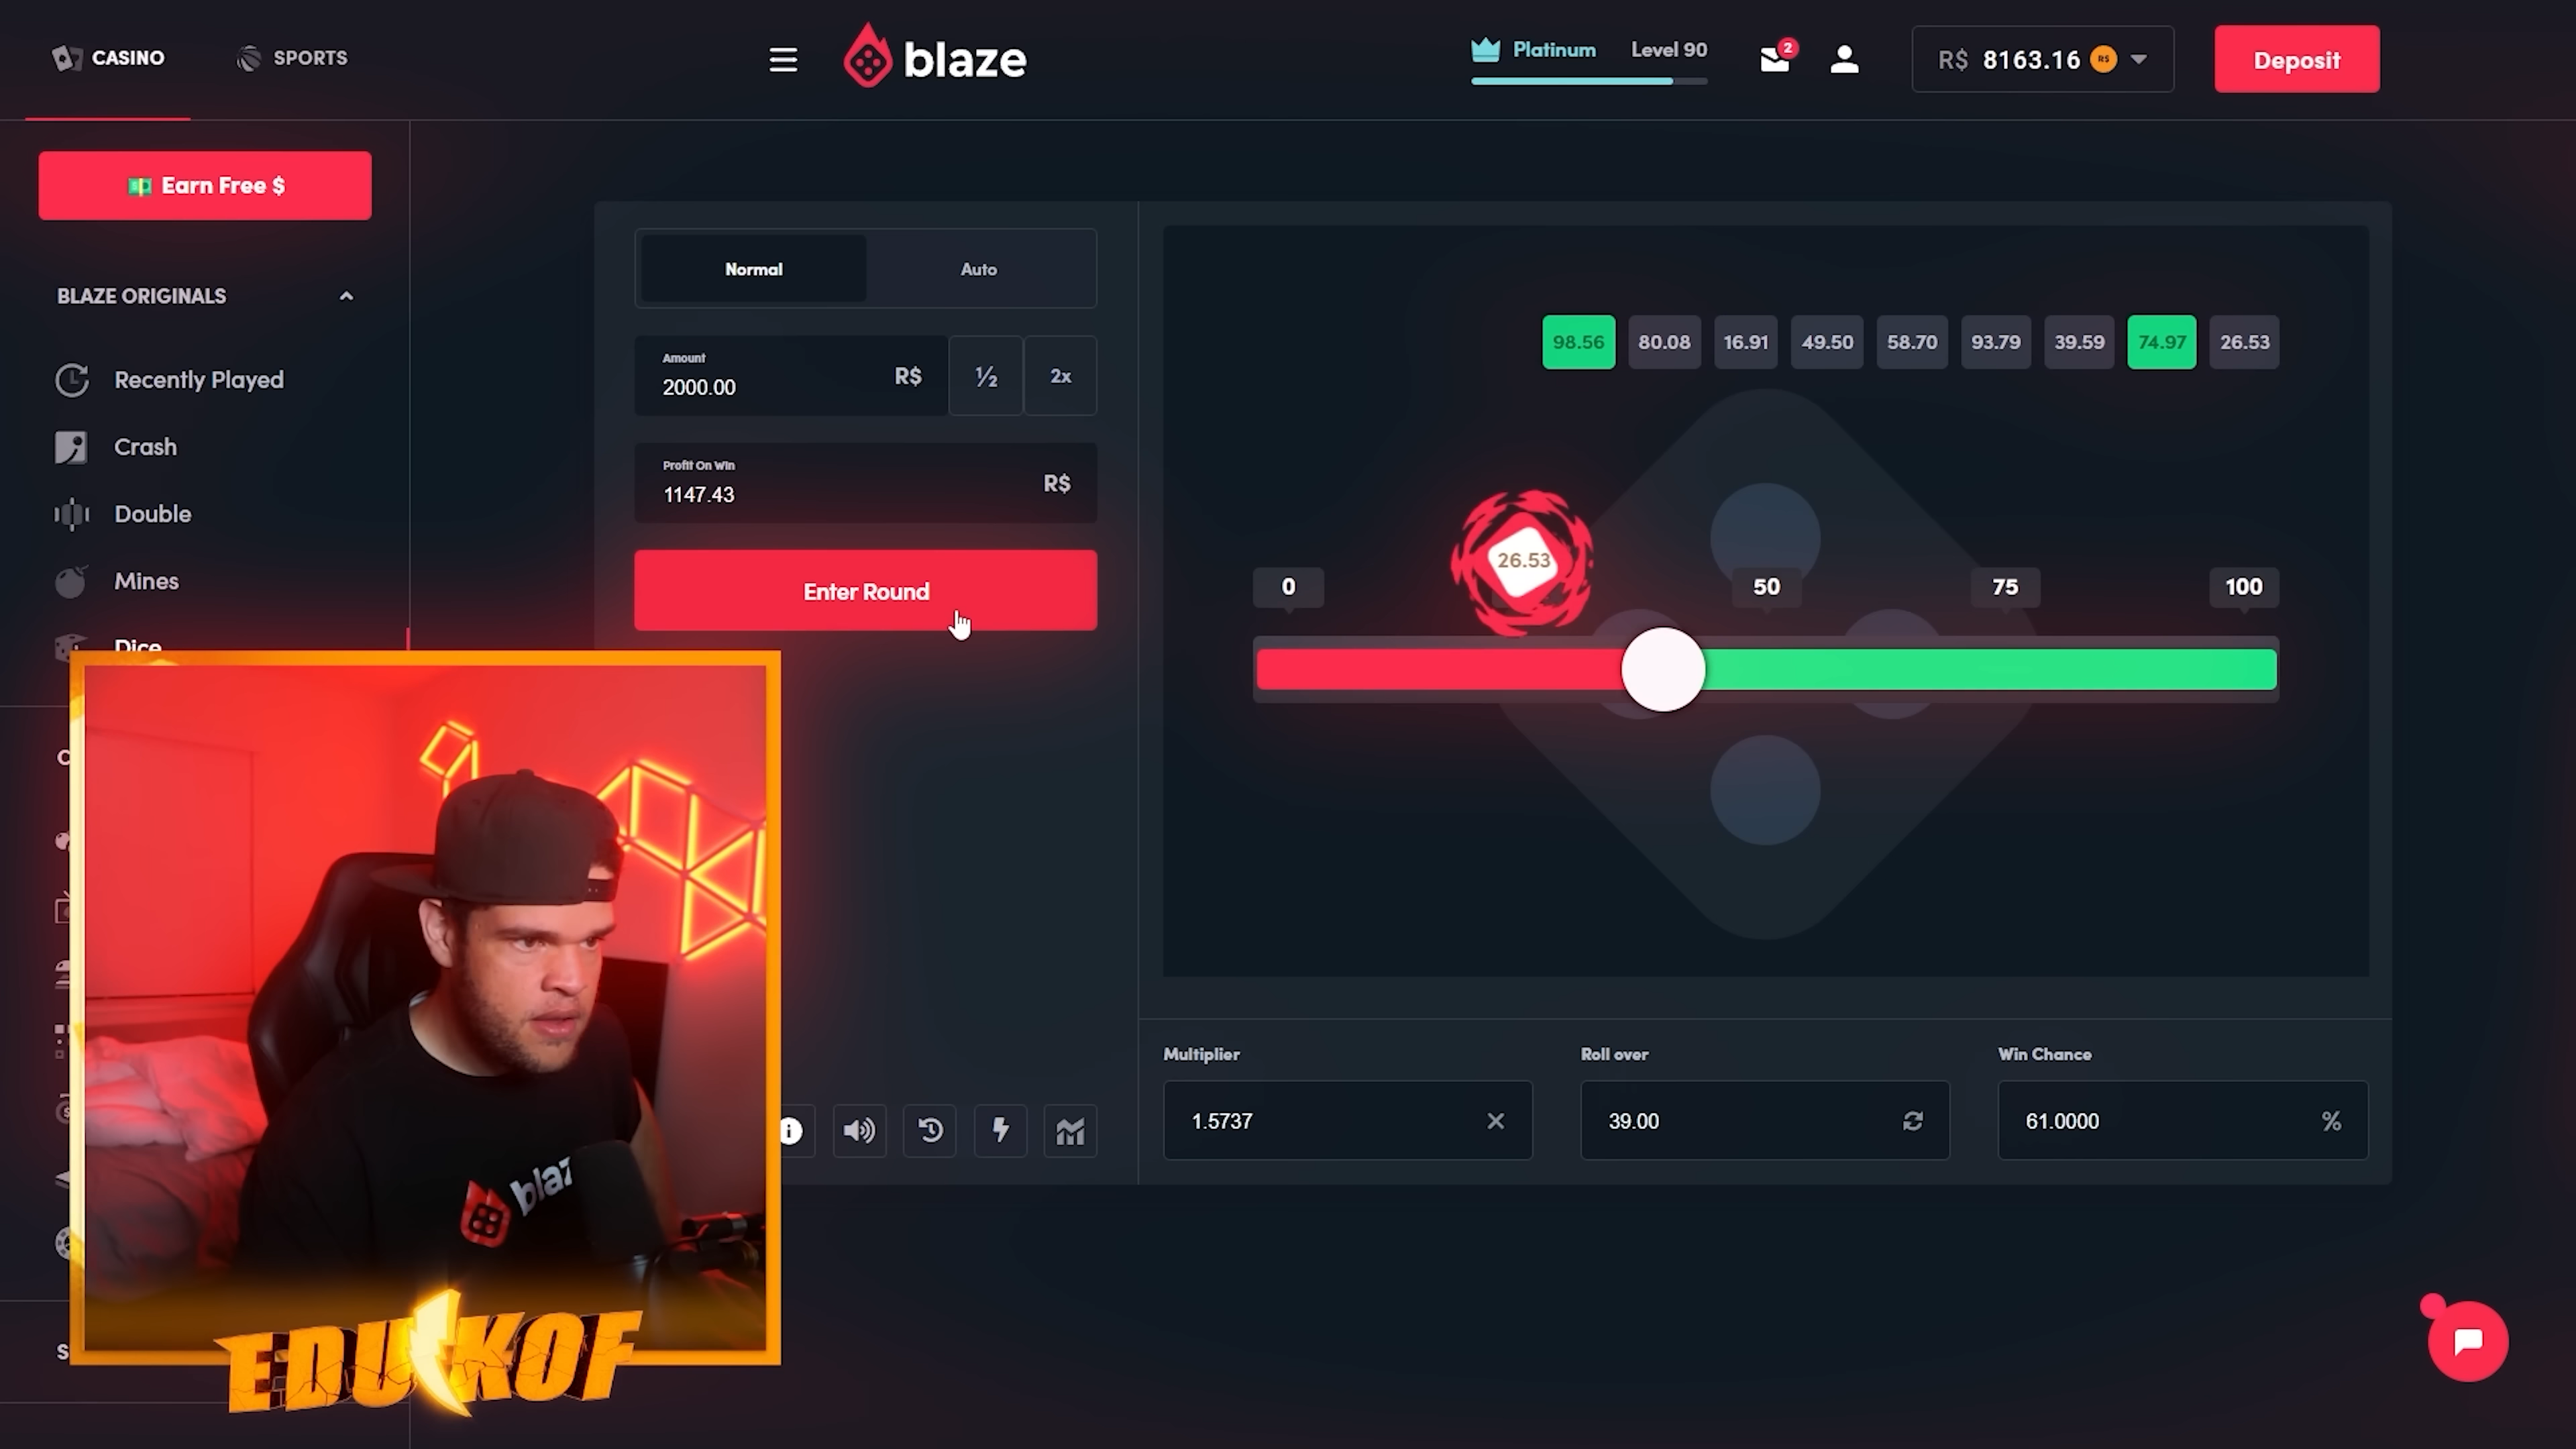 CASINO
SPORTS
blaze
Platinum
Level 90
2
R$ 8163.16
R$
Deposit
Earn Free $
BLAZE ORIGINALS
Recently Played
Crash
Double
Mines
Dice
Normal
Auto
Amount
2000.00
R$
½
2x
Profit On Win
1147.43
R$
Enter Round
98.56
80.08
16.91
49.50
58.70
93.79
39.59
74.97
26.53
26.53
0
50
75
100
Multiplier
1.5737
Roll over
39.00
Win Chance
61.0000
%
EDUKOF